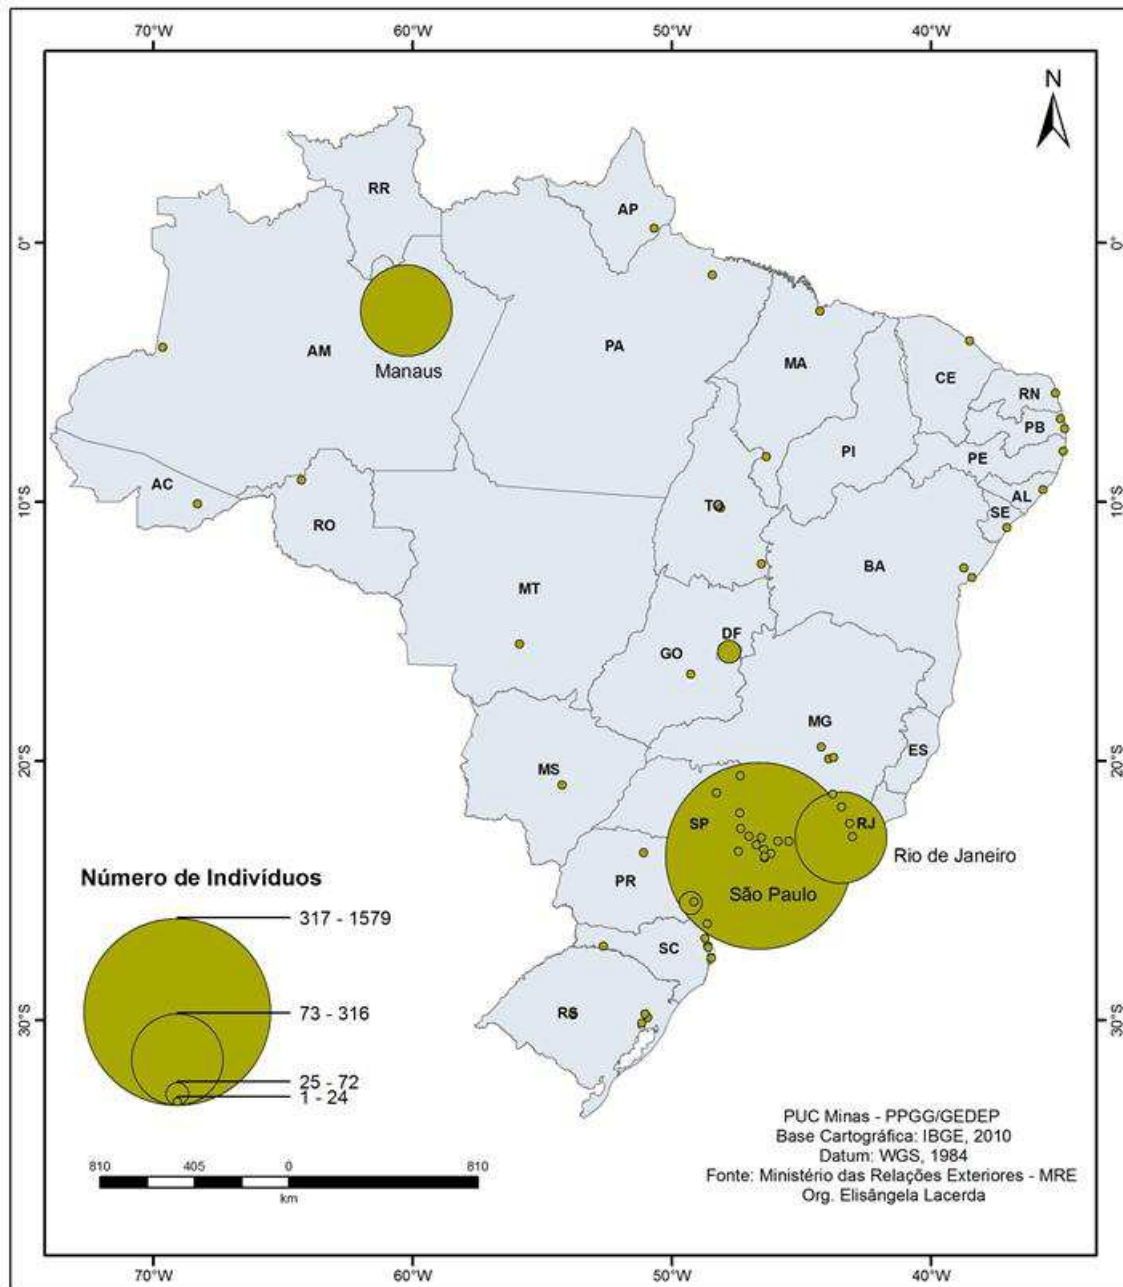 70°W 60°W 50°W 40°W
N
RR
AP
0° 0°
AM
Manaus
PA
MA
CE
RN
PB
PI
PE
AL
SE
AC
RO
TO
10°S 10°S
BA
MT
DF
GO
MG
ES
20°S 20°S
MS
SP
RJ
Rio de Janeiro
São Paulo
PR
SC
RS
30°S 30°S
Número de Indivíduos
317 - 1579
73 - 316
25 - 72
1 - 24
810 405 0 810
km
PUC Minas - PPGG/GEDEP
Base Cartográfica: IBGE, 2010
Datum: WGS, 1984
Fonte: Ministério das Relações Exteriores - MRE
Org. Elisângela Lacerda
70°W 60°W 50°W 40°W